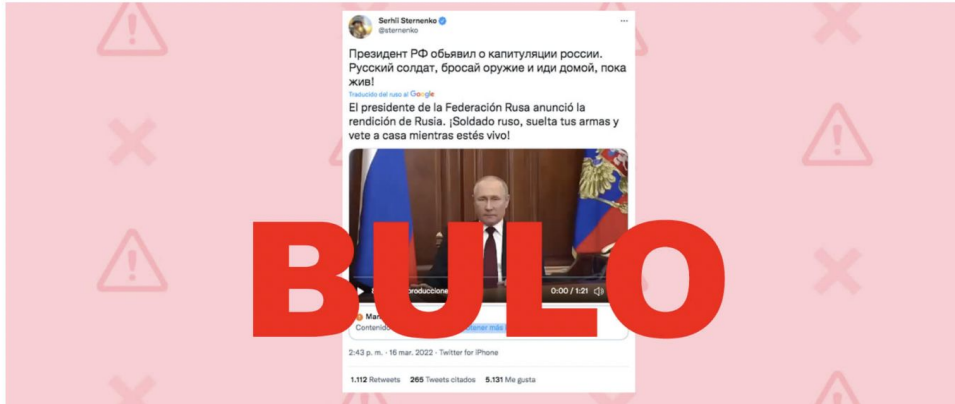 Serhii Sternenko
@sternenko
Президент РФ обьявил о капитуляции россии.
Русский солдат, бросай оружие и иди домой, пока
жив!
Traducido del ruso al Google
El presidente de la Federación Rusa anunció la
rendición de Rusia. ¡Soldado ruso, suelta tus armas y
vete a casa mientras estés vivo!
BULO
0:00 / 1:21
2:43 p. m. · 16 mar. 2022 · Twitter for iPhone
1.112 Retweets 265 Tweets citados 5.131 Me gusta